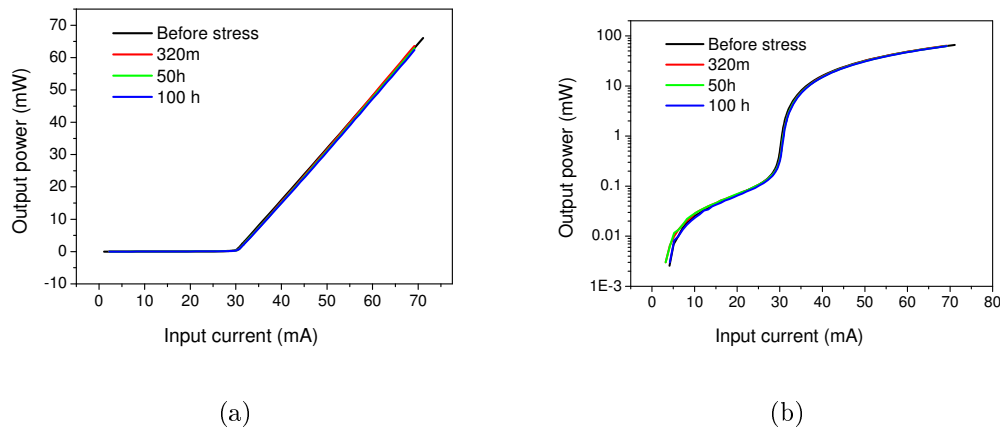 70
60
50
40
30
20
10
0
-10
Output power (mW)
Before stress
320m
50h
100 h
0 10 20 30 40 50 60 70
Input current (mA)
(a)
100
10
1
0.1
0.01
1E-3
Output power (mW)
Before stress
320m
50h
100 h
0 10 20 30 40 50 60 70 80
Input current (mA)
(b)